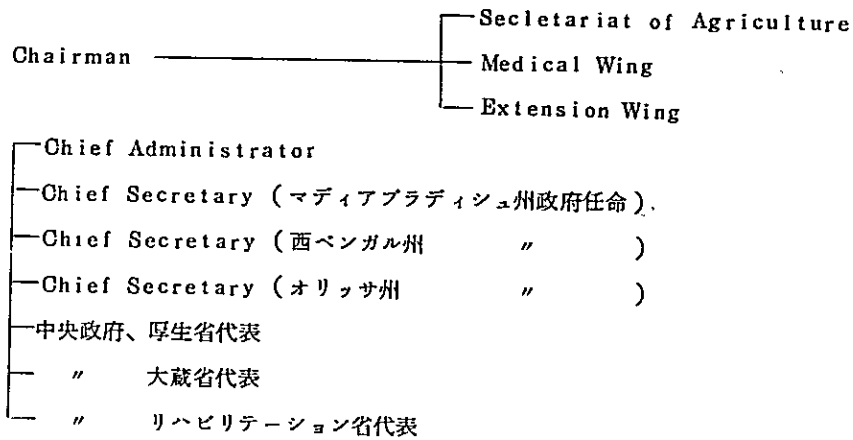 Secletariat of Agriculture
Chairman
Medical Wing
Extension Wing
Chief Administrator
Chief Secretary (マディアプラディシュ州政府任命).
Chief Secretary (西ベンガル州 〃 )
Chief Secretary (オリッサ州 〃 )
中央政府、厚生省代表
〃 大蔵省代表
〃 リハビリテーション省代表